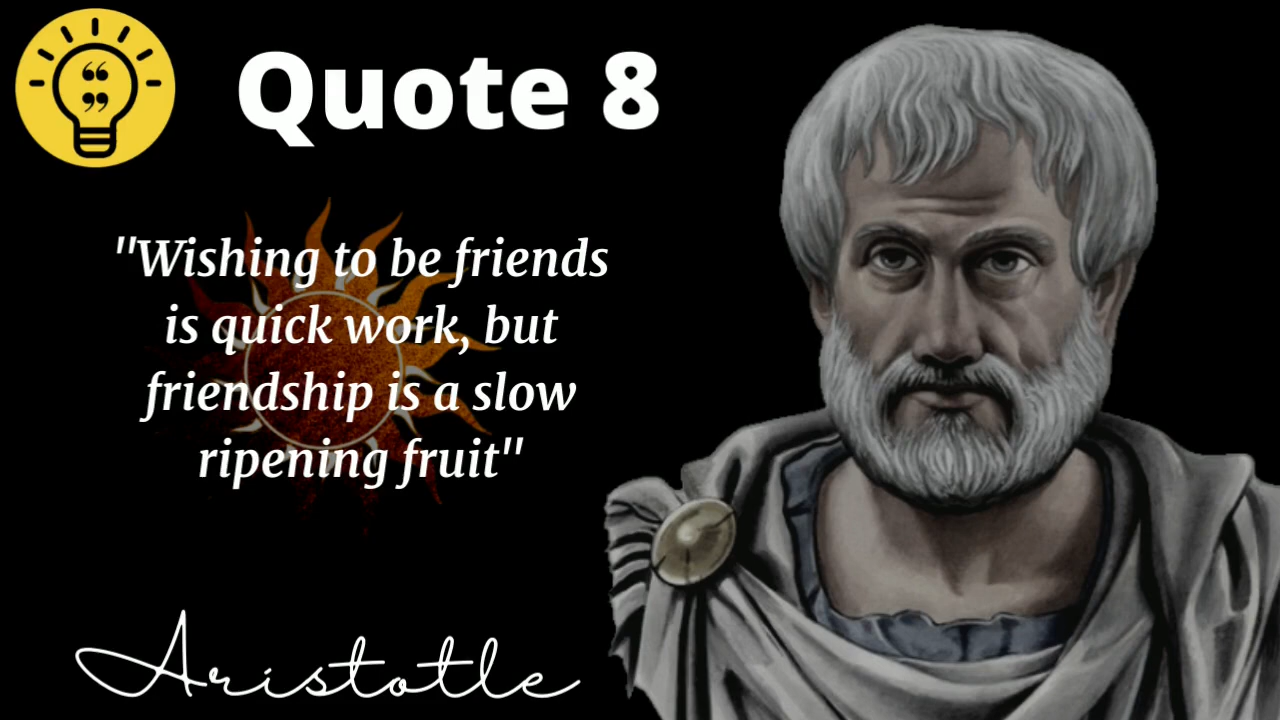 Quote 8
"Wishing to be friends
is quick work, but
friendship is a slow
ripening fruit"
Aristotle